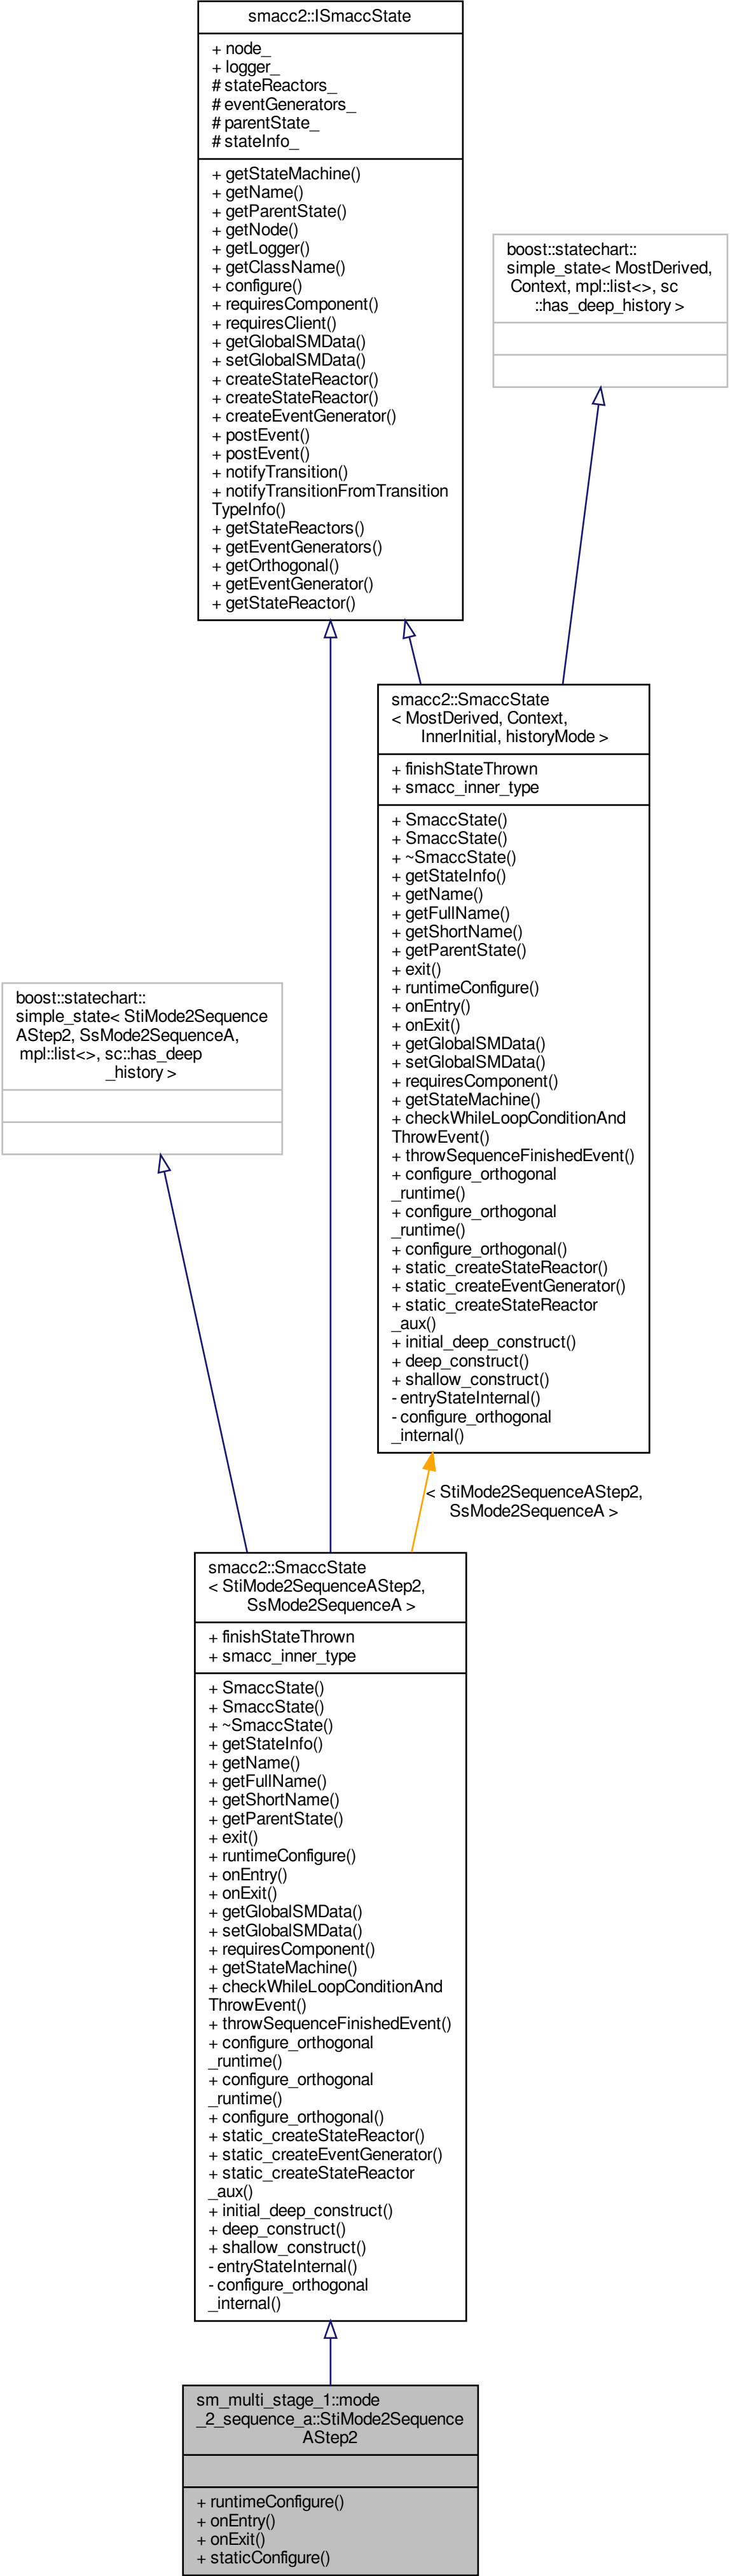 smacc2::ISmaccState
+ node_
+ logger_
# stateReactors_
# eventGenerators_
# parentState_
# stateInfo_
+ getStateMachine()
+ getName()
+ getParentState()
+ getNode()
+ getLogger()
+ getClassName()
+ configure()
+ requiresComponent()
+ requiresClient()
+ getGlobalSMData()
+ setGlobalSMData()
+ createStateReactor()
+ createStateReactor()
+ createEventGenerator()
+ postEvent()
+ postEvent()
+ notifyTransition()
+ notifyTransitionFromTransition
TypeInfo()
+ getStateReactors()
+ getEventGenerators()
+ getOrthogonal()
+ getEventGenerator()
+ getStateReactor()
boost::statechart::
simple_state< MostDerived,
Context, mpl::list<>, sc
::has_deep_history >
smacc2::SmaccState
< MostDerived, Context,
InnerInitial, historyMode >
+ finishStateThrown
+ smacc_inner_type
+ SmaccState()
+ SmaccState()
+ ~SmaccState()
+ getStateInfo()
+ getName()
+ getFullName()
+ getShortName()
+ getParentState()
+ exit()
+ runtimeConfigure()
+ onEntry()
+ onExit()
+ getGlobalSMData()
+ setGlobalSMData()
+ requiresComponent()
+ getStateMachine()
+ checkWhileLoopConditionAnd
ThrowEvent()
+ throwSequenceFinishedEvent()
+ configure_orthogonal
_runtime()
+ configure_orthogonal
_runtime()
+ configure_orthogonal()
+ static_createStateReactor()
+ static_createEventGenerator()
+ static_createStateReactor
_aux()
+ initial_deep_construct()
+ deep_construct()
+ shallow_construct()
- entryStateInternal()
- configure_orthogonal
_internal()
boost::statechart::
simple_state< StiMode2Sequence
AStep2, SsMode2SequenceA,
mpl::list<>, sc::has_deep
_history >
< StiMode2SequenceAStep2,
SsMode2SequenceA >
smacc2::SmaccState
< StiMode2SequenceAStep2,
SsMode2SequenceA >
+ finishStateThrown
+ smacc_inner_type
+ SmaccState()
+ SmaccState()
+ ~SmaccState()
+ getStateInfo()
+ getName()
+ getFullName()
+ getShortName()
+ getParentState()
+ exit()
+ runtimeConfigure()
+ onEntry()
+ onExit()
+ getGlobalSMData()
+ setGlobalSMData()
+ requiresComponent()
+ getStateMachine()
+ checkWhileLoopConditionAnd
ThrowEvent()
+ throwSequenceFinishedEvent()
+ configure_orthogonal
_runtime()
+ configure_orthogonal
_runtime()
+ configure_orthogonal()
+ static_createStateReactor()
+ static_createEventGenerator()
+ static_createStateReactor
_aux()
+ initial_deep_construct()
+ deep_construct()
+ shallow_construct()
- entryStateInternal()
- configure_orthogonal
_internal()
sm_multi_stage_1::mode
_2_sequence_a::StiMode2Sequence
AStep2
+ runtimeConfigure()
+ onEntry()
+ onExit()
+ staticConfigure()